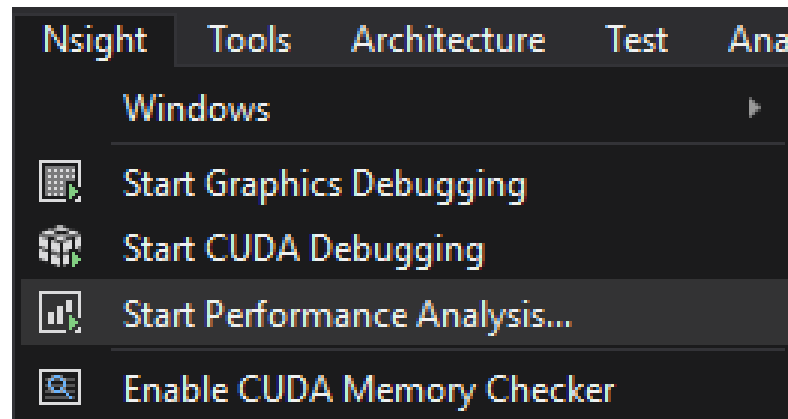 Nsight Tools Architecture Test Ana
Windows
Start Graphics Debugging
Start CUDA Debugging
Start Performance Analysis...
Enable CUDA Memory Checker